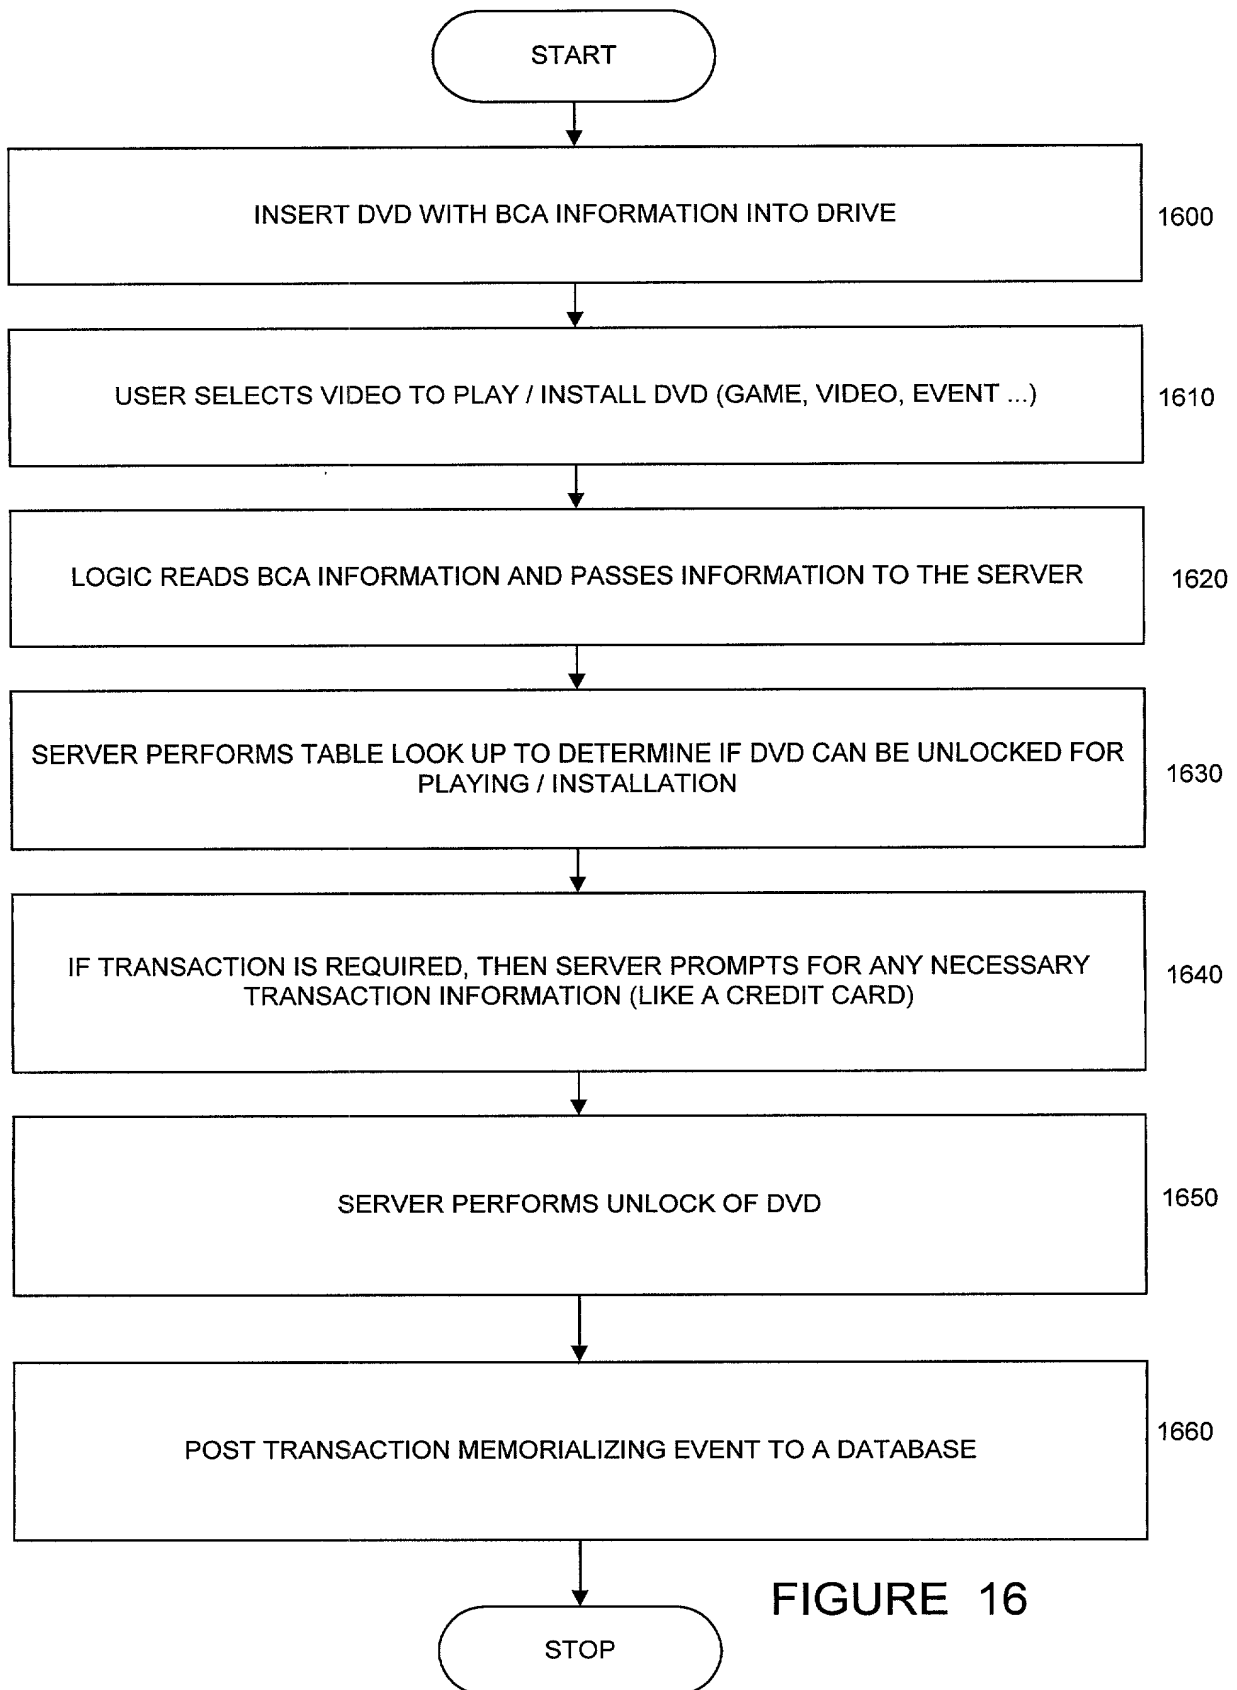 START
INSERT DVD WITH BCA INFORMATION INTO DRIVE
1600
USER SELECTS VIDEO TO PLAY / INSTALL DVD (GAME, VIDEO, EVENT ...)
1610
LOGIC READS BCA INFORMATION AND PASSES INFORMATION TO THE SERVER
1620
SERVER PERFORMS TABLE LOOK UP TO DETERMINE IF DVD CAN BE UNLOCKED FOR
PLAYING / INSTALLATION
1630
IF TRANSACTION IS REQUIRED, THEN SERVER PROMPTS FOR ANY NECESSARY
TRANSACTION INFORMATION (LIKE A CREDIT CARD)
1640
SERVER PERFORMS UNLOCK OF DVD
1650
POST TRANSACTION MEMORIALIZING EVENT TO A DATABASE
1660
FIGURE 16
STOP